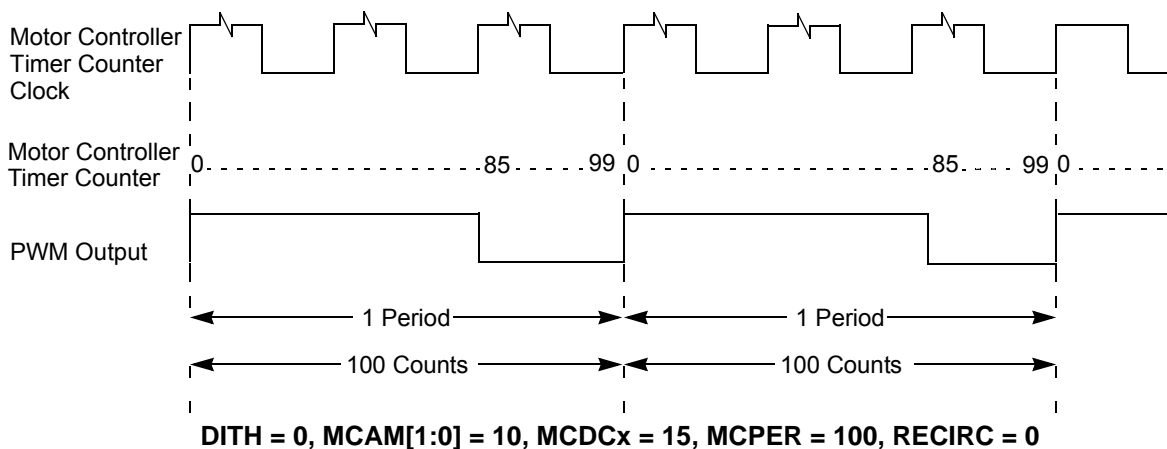 Motor Controller
Timer Counter
Clock
Motor Controller
Timer Counter
0 85 99 0 85 99 0
PWM Output
1 Period 1 Period
100 Counts 100 Counts
DITH = 0, MCAM[1:0] = 10, MCDCx = 15, MCPER = 100, RECIRC = 0